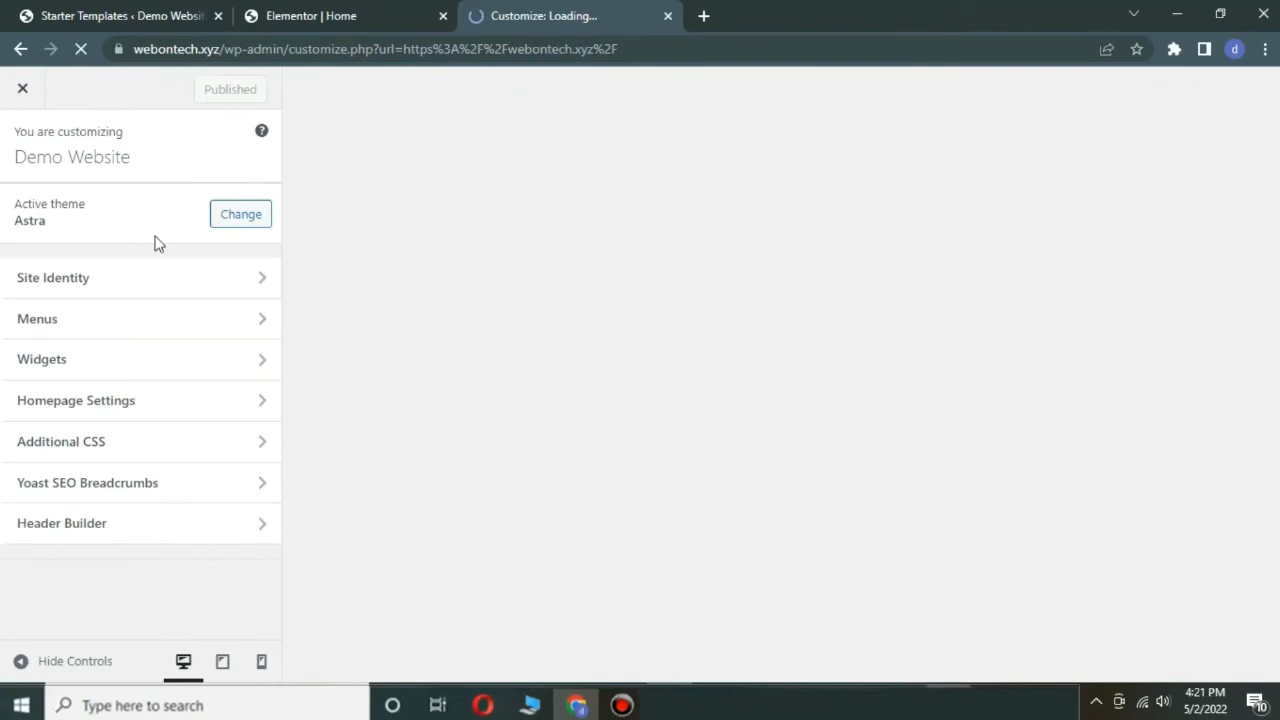 Starter Templates ‹ Demo Websit
Elementor | Home
Customize: Loading...
webontech.xyz/wp-admin/customize.php?url=https%3A%2F%2Fwebontech.xyz%2F
d
Published
You are customizing
Demo Website
Active theme
Astra
Change
Site Identity
Menus
Widgets
Homepage Settings
Additional CSS
Yoast SEO Breadcrumbs
Header Builder
Hide Controls
Type here to search
4:21 PM
5/2/2022
10